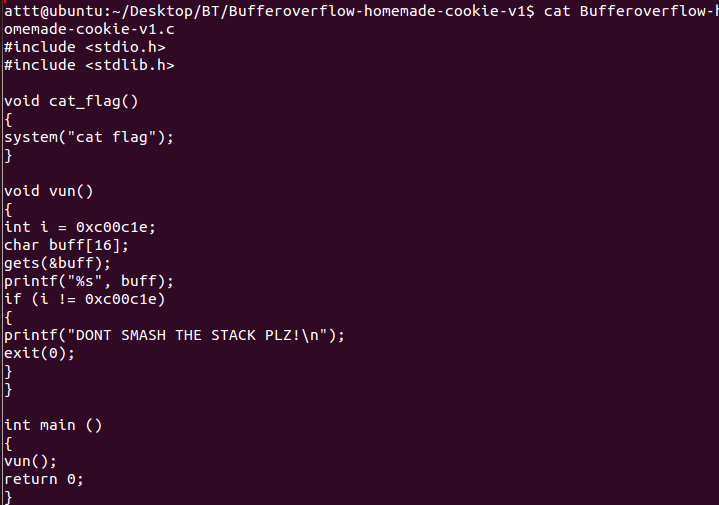 attt@ubuntu:~/Desktop/BT/Bufferoverflow-homemade-cookie-v1$ cat Bufferoverflow-h
omemade-cookie-v1.c
#include <stdio.h>
#include <stdlib.h>
void cat_flag()
{
system("cat flag");
}
void vun()
{
int i = 0xc00c1e;
char buff[16];
gets(&buff);
printf("%s", buff);
if (i != 0xc00c1e)
{
printf("DONT SMASH THE STACK PLZ!\n");
exit(0);
}
}
int main ()
{
vun();
return 0;
}